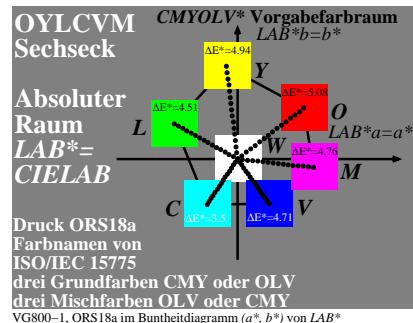 OYLCVM
Sechseck
CMYOLV* Vorgabefarbraum
LAB*b=b*
ΔE*=4.94
Y
Absoluter
Raum
LAB*=
CIELAB
ΔE*=5.08
O
ΔE*=4.51
L
LAB*a=a*
W
ΔE*=4.76
M
C
ΔE*=3.5
ΔE*=4.71
V
Druck ORS18a
Farbnamen von
ISO/IEC 15775
drei Grundfarben CMY oder OLV
drei Mischfarben OLV oder CMY
VG800−1, ORS18a im Buntheitdiagramm (a*, b*) von LAB*